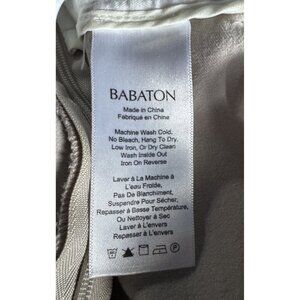 BABATON
Made in China
Fabriqué en Chine
Machine Wash Cold,
No Bleach, Hang To Dry,
Low Iron, Or Dry Clean
Wash Inside Out
Iron On Reverse
Laver À La Machine À
L'eau Froide,
Pas De Blanchiment,
Suspendre Pour Sécher,
Repasser à Basse Température,
Ou Nettoyer à Sec
Laver À L'envers
Repasser À L'envers